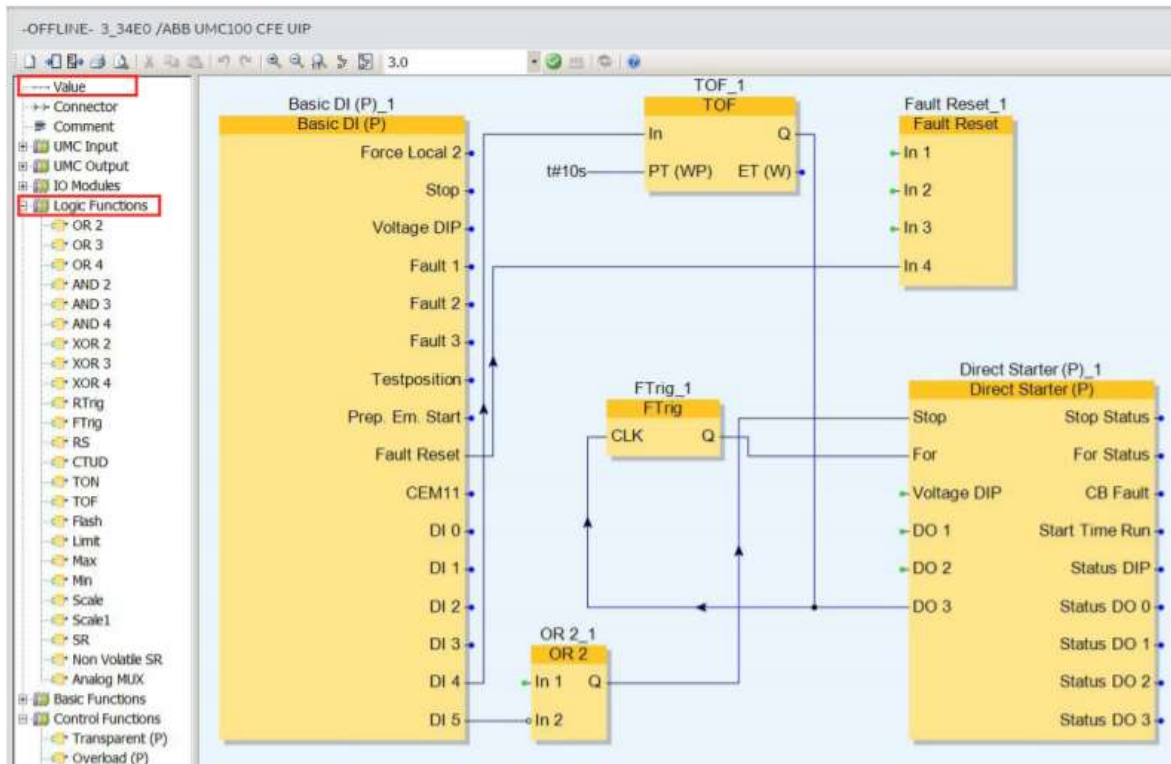 -OFFLINE- 3_34E0 /ABB UMC100 CFE UIP
3.0
Value
Connector
Comment
UMC Input
UMC Output
IO Modules
Logic Functions
OR 2
OR 3
OR 4
AND 2
AND 3
AND 4
XOR 2
XOR 3
XOR 4
RTrig
FTrig
RS
CTUD
TON
TOF
Flash
Limit
Max
Min
Scale
Scale1
SR
Non Volatile SR
Analog MUX
Basic Functions
Control Functions
Transparent (P)
Overload (P)
Basic DI (P)_1
Basic DI (P)
Force Local 2
Stop
Voltage DIP
Fault 1
Fault 2
Fault 3
Testposition
Prep. Em. Start
Fault Reset
CEM11
DI 0
DI 1
DI 2
DI 3
DI 4
DI 5
TOF_1
TOF
In Q
t#10s PT (WP) ET (W)
Fault Reset_1
Fault Reset
In 1
In 2
In 3
In 4
FTrig_1
FTrig
CLK Q
OR 2_1
OR 2
In 1 Q
In 2
Direct Starter (P)_1
Direct Starter (P)
Stop Stop Status
For For Status
Voltage DIP CB Fault
DO 1 Start Time Run
DO 2 Status DIP
DO 3 Status DO 0
Status DO 1
Status DO 2
Status DO 3